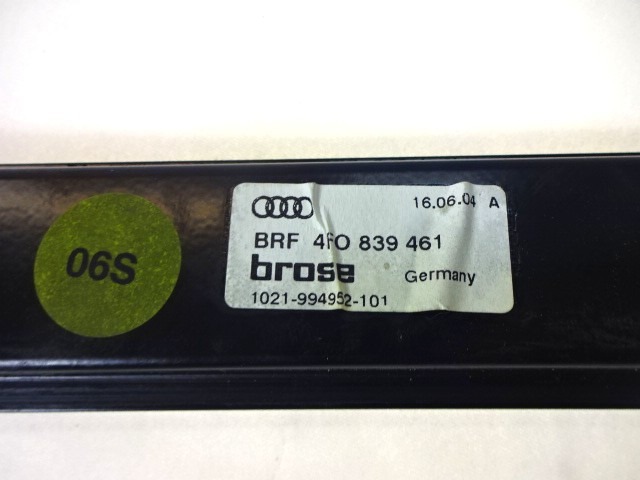 06S
16.06.04 A
BRF 4F0 839 461
brose Germany
1021-994952-101